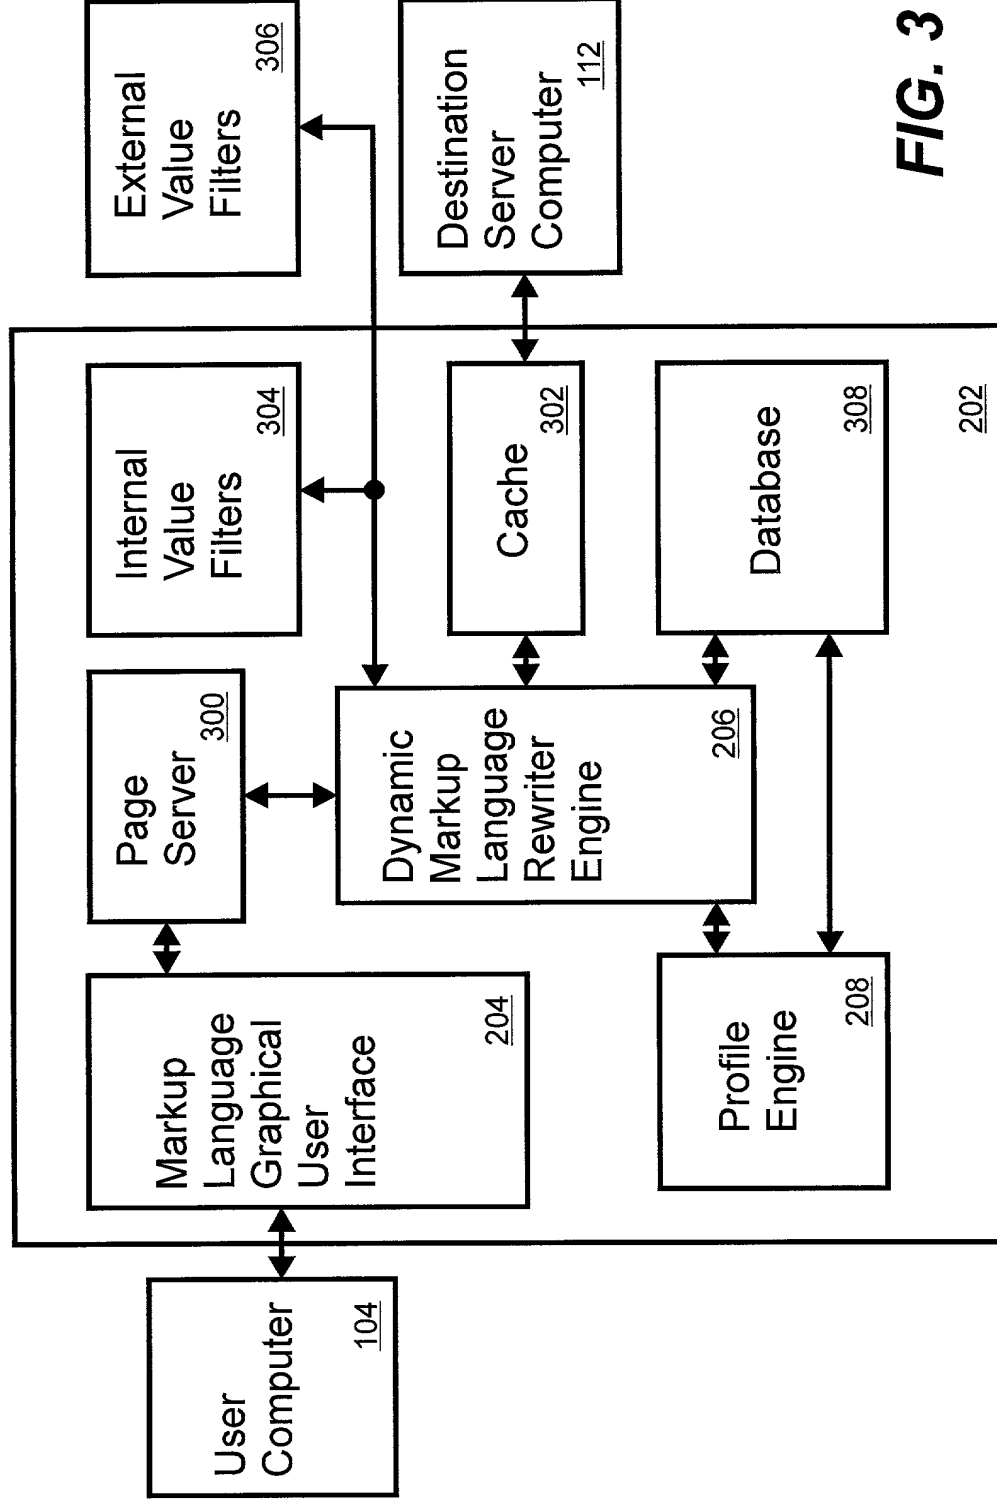 User
Computer
104
Markup
Language
Graphical
User
Interface
204
Page
Server
300
Internal
Value
Filters
304
External
Value
Filters
306
Dynamic
Markup
Language
Rewriter
Engine
206
Cache
302
Destination
Server
Computer
112
Profile
Engine
208
Database
308
202
FIG. 3